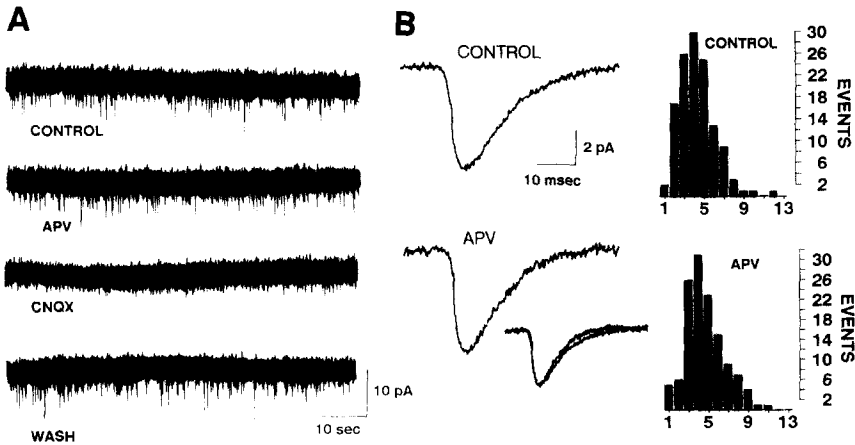 A
CONTROL
APV
CNQX
WASH
10 pA
10 sec
B
CONTROL
2 pA
10 msec
CONTROL
30
26
22
18
14
10
6
2
EVENTS
1 5 9 13
APV
APV
30
26
22
18
14
10
6
2
EVENTS
1 5 9 13